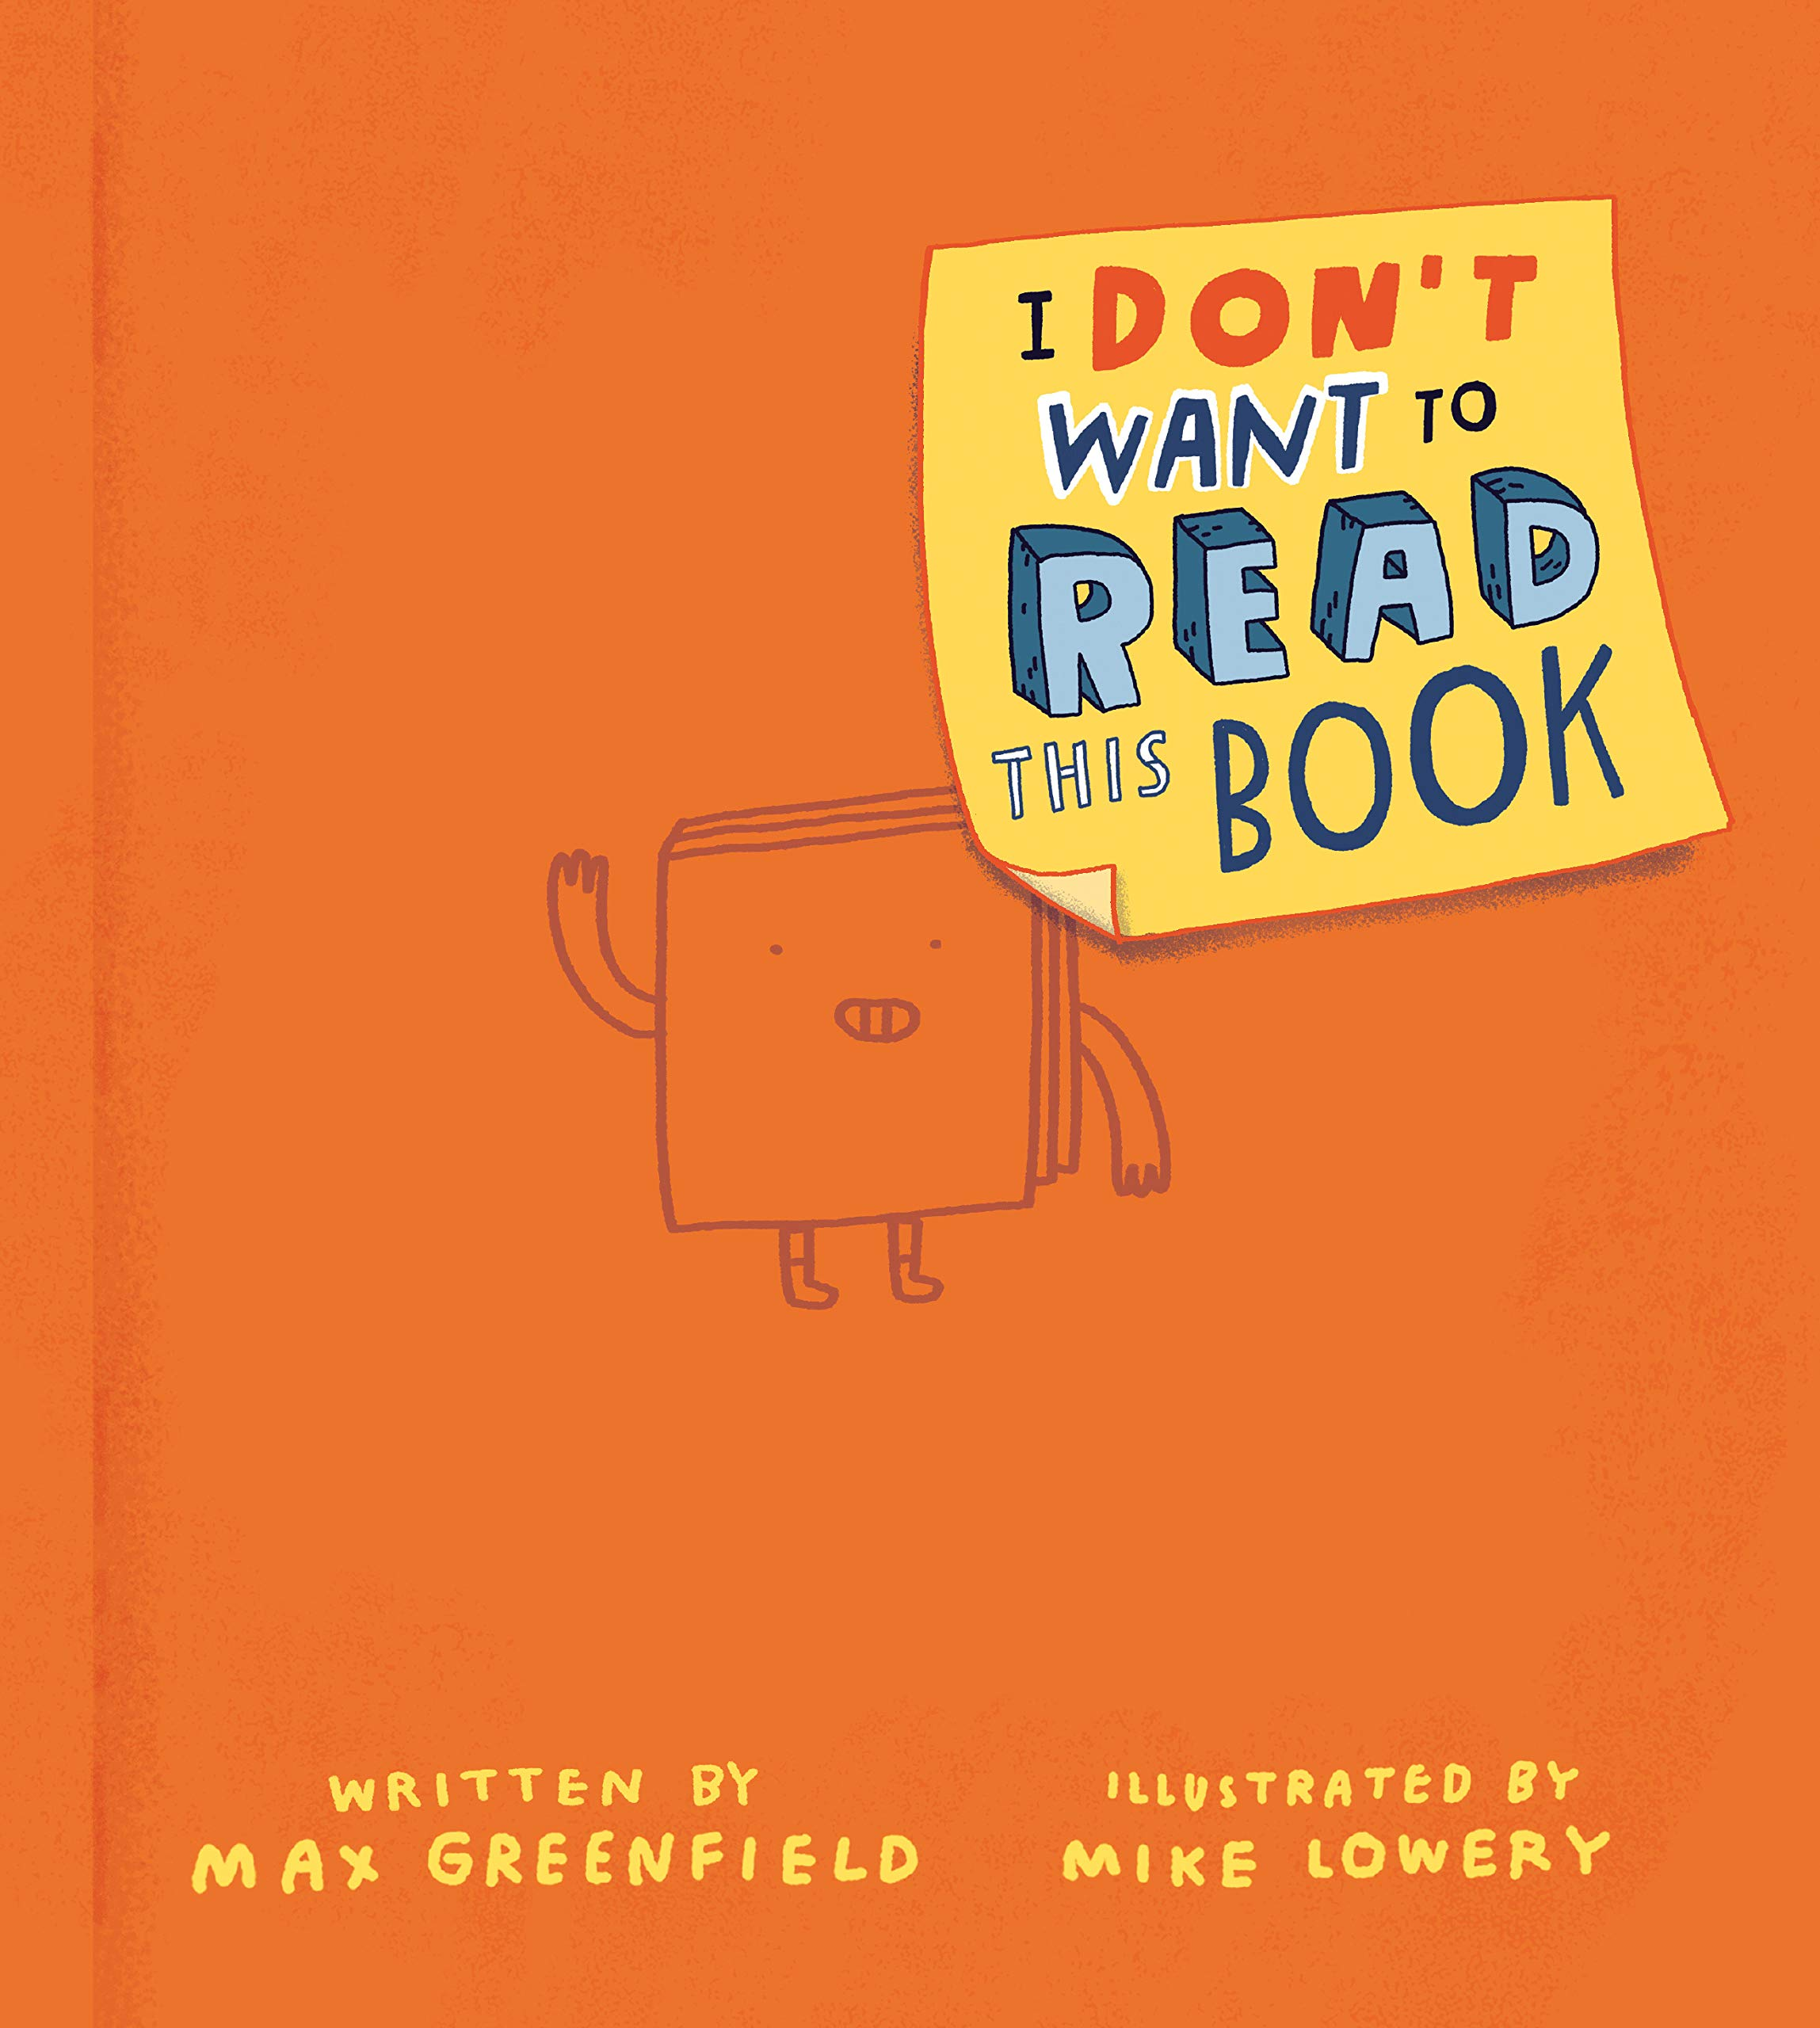 I DON'T
WANT TO
READ
THIS BOOK
WRITTEN BY
MAX GREENFIELD
ILLUSTRATED BY
MIKE LOWERY